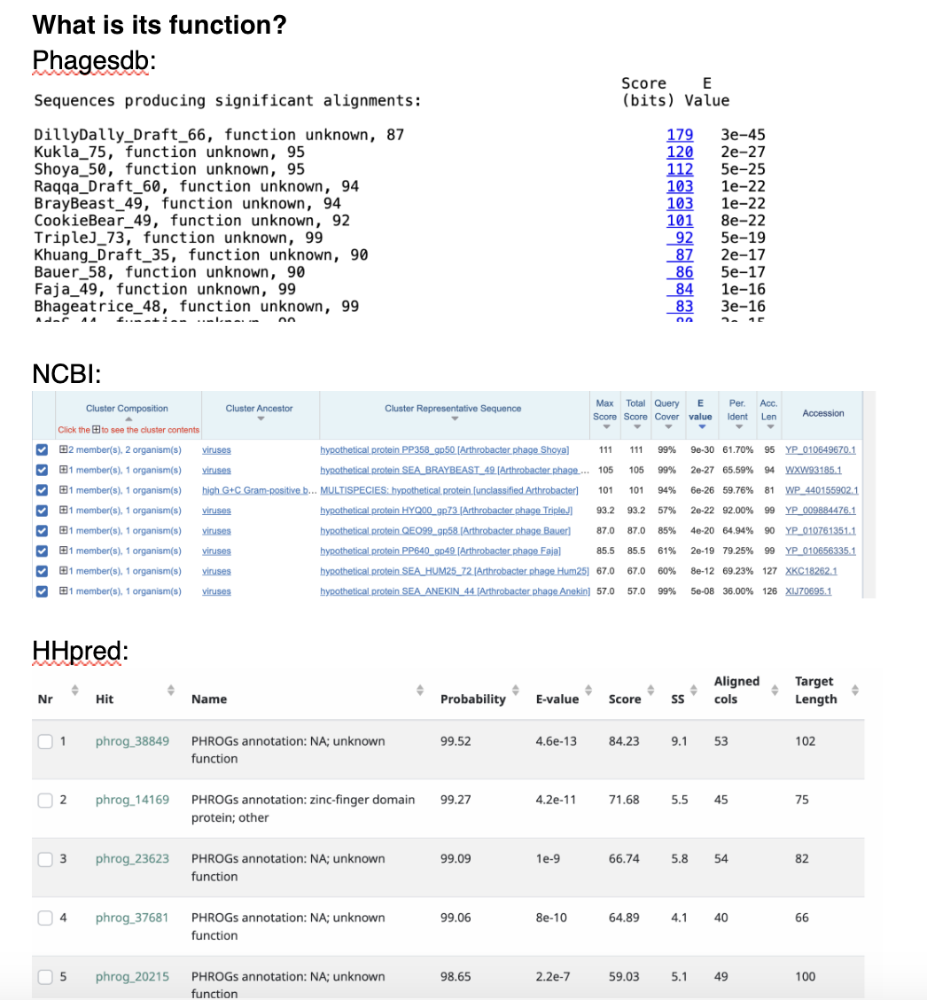 What is its function?
Phagesdb:
Score E
Sequences producing significant alignments: (bits) Value
DillyDally_Draft_66, function unknown, 87 179 3e-45
Kukla_75, function unknown, 95 120 2e-27
Shoya_50, function unknown, 95 112 5e-25
Raqqa_Draft_60, function unknown, 94 103 1e-22
BrayBeast_49, function unknown, 94 103 1e-22
CookieBear_49, function unknown, 92 101 8e-22
TripleJ_73, function unknown, 99 92 5e-19
Khuang_Draft_35, function unknown, 90 87 2e-17
Bauer_58, function unknown, 90 86 5e-17
Faja_49, function unknown, 99 84 1e-16
Bhageatrice_48, function unknown, 99 83 3e-16
NCBI:
Cluster Composition Cluster Ancestor Cluster Representative Sequence Max Score Total Score Query Cover E value Per. Ident Acc. Len Accession
Click the to see the cluster contents
2 member(s), 2 organism(s) viruses hypothetical protein PP358_gp50 [Arthrobacter phage Shoya] 111 111 99% 9e-30 61.70% 95 YP_010649670.1
1 member(s), 1 organism(s) viruses hypothetical protein SEA_BRAYBEAST_49 [Arthrobacter phage ... 105 105 99% 2e-27 65.59% 94 WXW93185.1
1 member(s), 1 organism(s) high G+C Gram-positive b... MULTISPECIES: hypothetical protein [unclassified Arthrobacter] 101 101 94% 6e-26 59.76% 81 WP_440155902.1
1 member(s), 1 organism(s) viruses hypothetical protein HYQ00_gp73 [Arthrobacter phage TripleJ] 93.2 93.2 57% 2e-22 92.00% 99 YP_009884476.1
1 member(s), 1 organism(s) viruses hypothetical protein QEO99_gp58 [Arthrobacter phage Bauer] 87.0 87.0 85% 4e-20 64.94% 90 YP_010761351.1
1 member(s), 1 organism(s) viruses hypothetical protein PP640_gp49 [Arthrobacter phage Faja] 85.5 85.5 61% 2e-19 79.25% 99 YP_010656335.1
1 member(s), 1 organism(s) viruses hypothetical protein SEA_HUM25_72 [Arthrobacter phage Hum25] 67.0 67.0 60% 8e-12 69.23% 127 XKC18262.1
1 member(s), 1 organism(s) viruses hypothetical protein SEA_ANEKIN_44 [Arthrobacter phage Anekin] 57.0 57.0 99% 5e-08 36.00% 126 XIJ70695.1
HHpred:
Nr Hit Name Probability E-value Score SS Aligned cols Target Length
1 phrog_38849 PHROGs annotation: NA; unknown 99.52 4.6e-13 84.23 9.1 53 102
function
2 phrog_14169 PHROGs annotation: zinc-finger domain 99.27 4.2e-11 71.68 5.5 45 75
protein; other
3 phrog_23623 PHROGs annotation: NA; unknown 99.09 1e-9 66.74 5.8 54 82
function
4 phrog_37681 PHROGs annotation: NA; unknown 99.06 8e-10 64.89 4.1 40 66
function
5 phrog_20215 PHROGs annotation: NA; unknown 98.65 2.2e-7 59.03 5.1 49 100
function